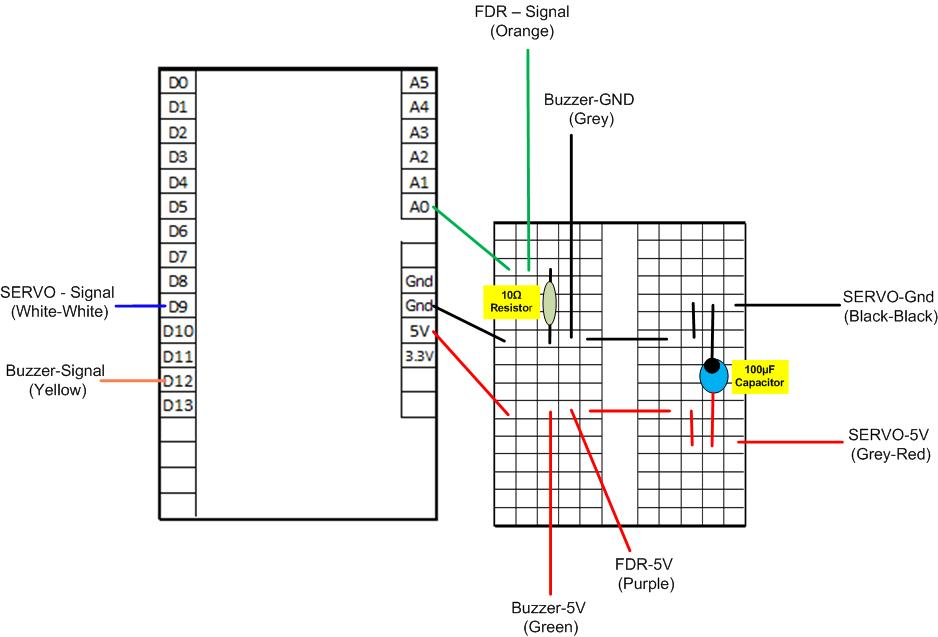 FDR – Signal
(Orange)
Buzzer-GND
(Grey)
D0
D1
D2
D3
D4
D5
D6
D7
D8
D9
D10
D11
D12
D13
A5
A4
A3
A2
A1
A0
Gnd
Gnd
5V
3.3V
SERVO - Signal
(White-White)
Buzzer-Signal
(Yellow)
10Ω
Resistor
SERVO-Gnd
(Black-Black)
100µF
Capacitor
SERVO-5V
(Grey-Red)
FDR-5V
(Purple)
Buzzer-5V
(Green)